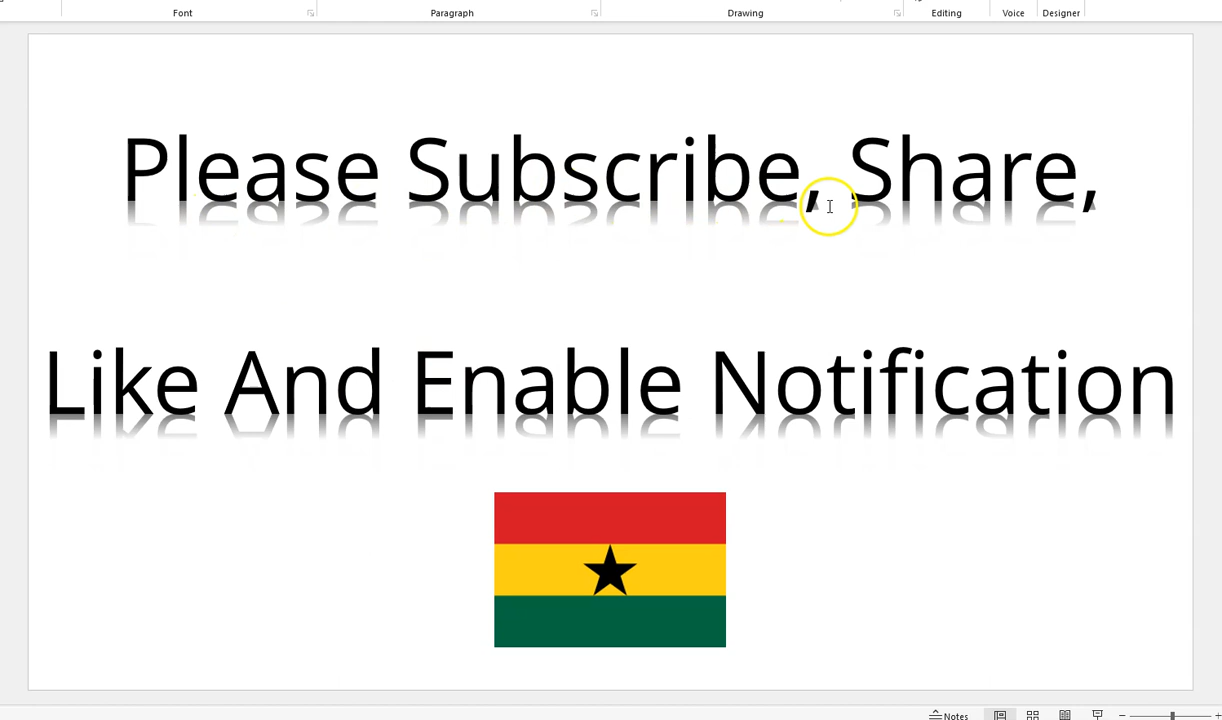 Font Paragraph Drawing Editing Voice Designer
Please Subscribe, Share,
Like And Enable Notification
Notes